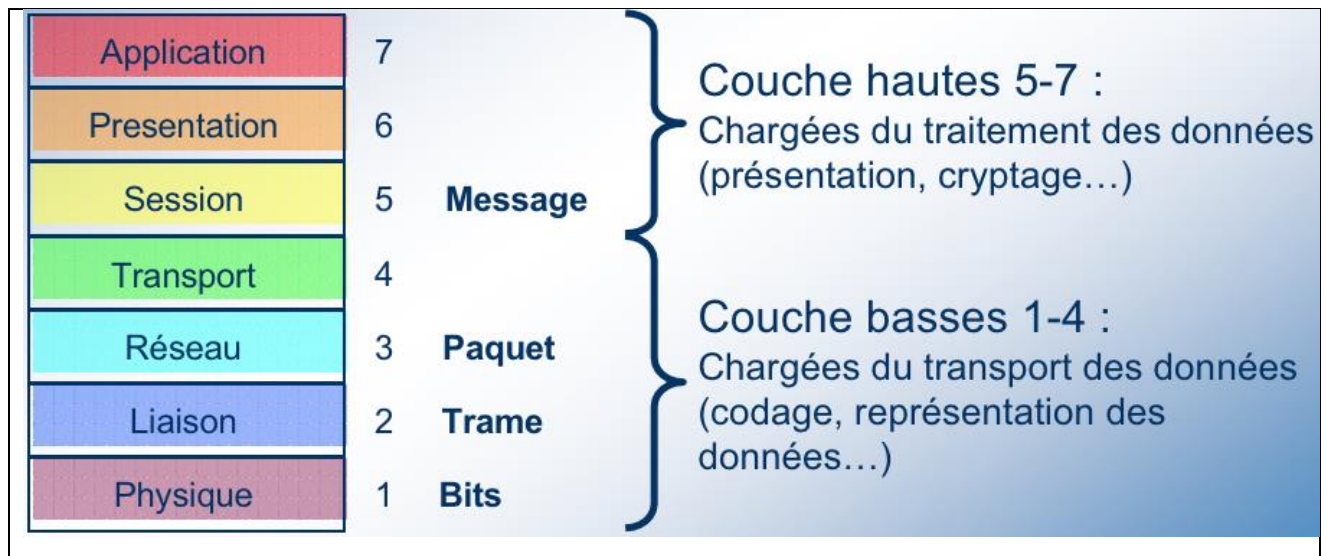 Application 7
Presentation 6
Session 5 Message
Transport 4
Réseau 3 Paquet
Liaison 2 Trame
Physique 1 Bits
Couche hautes 5-7 :
Chargées du traitement des données
(présentation, cryptage…)
Couche basses 1-4 :
Chargées du transport des données
(codage, représentation des
données…)